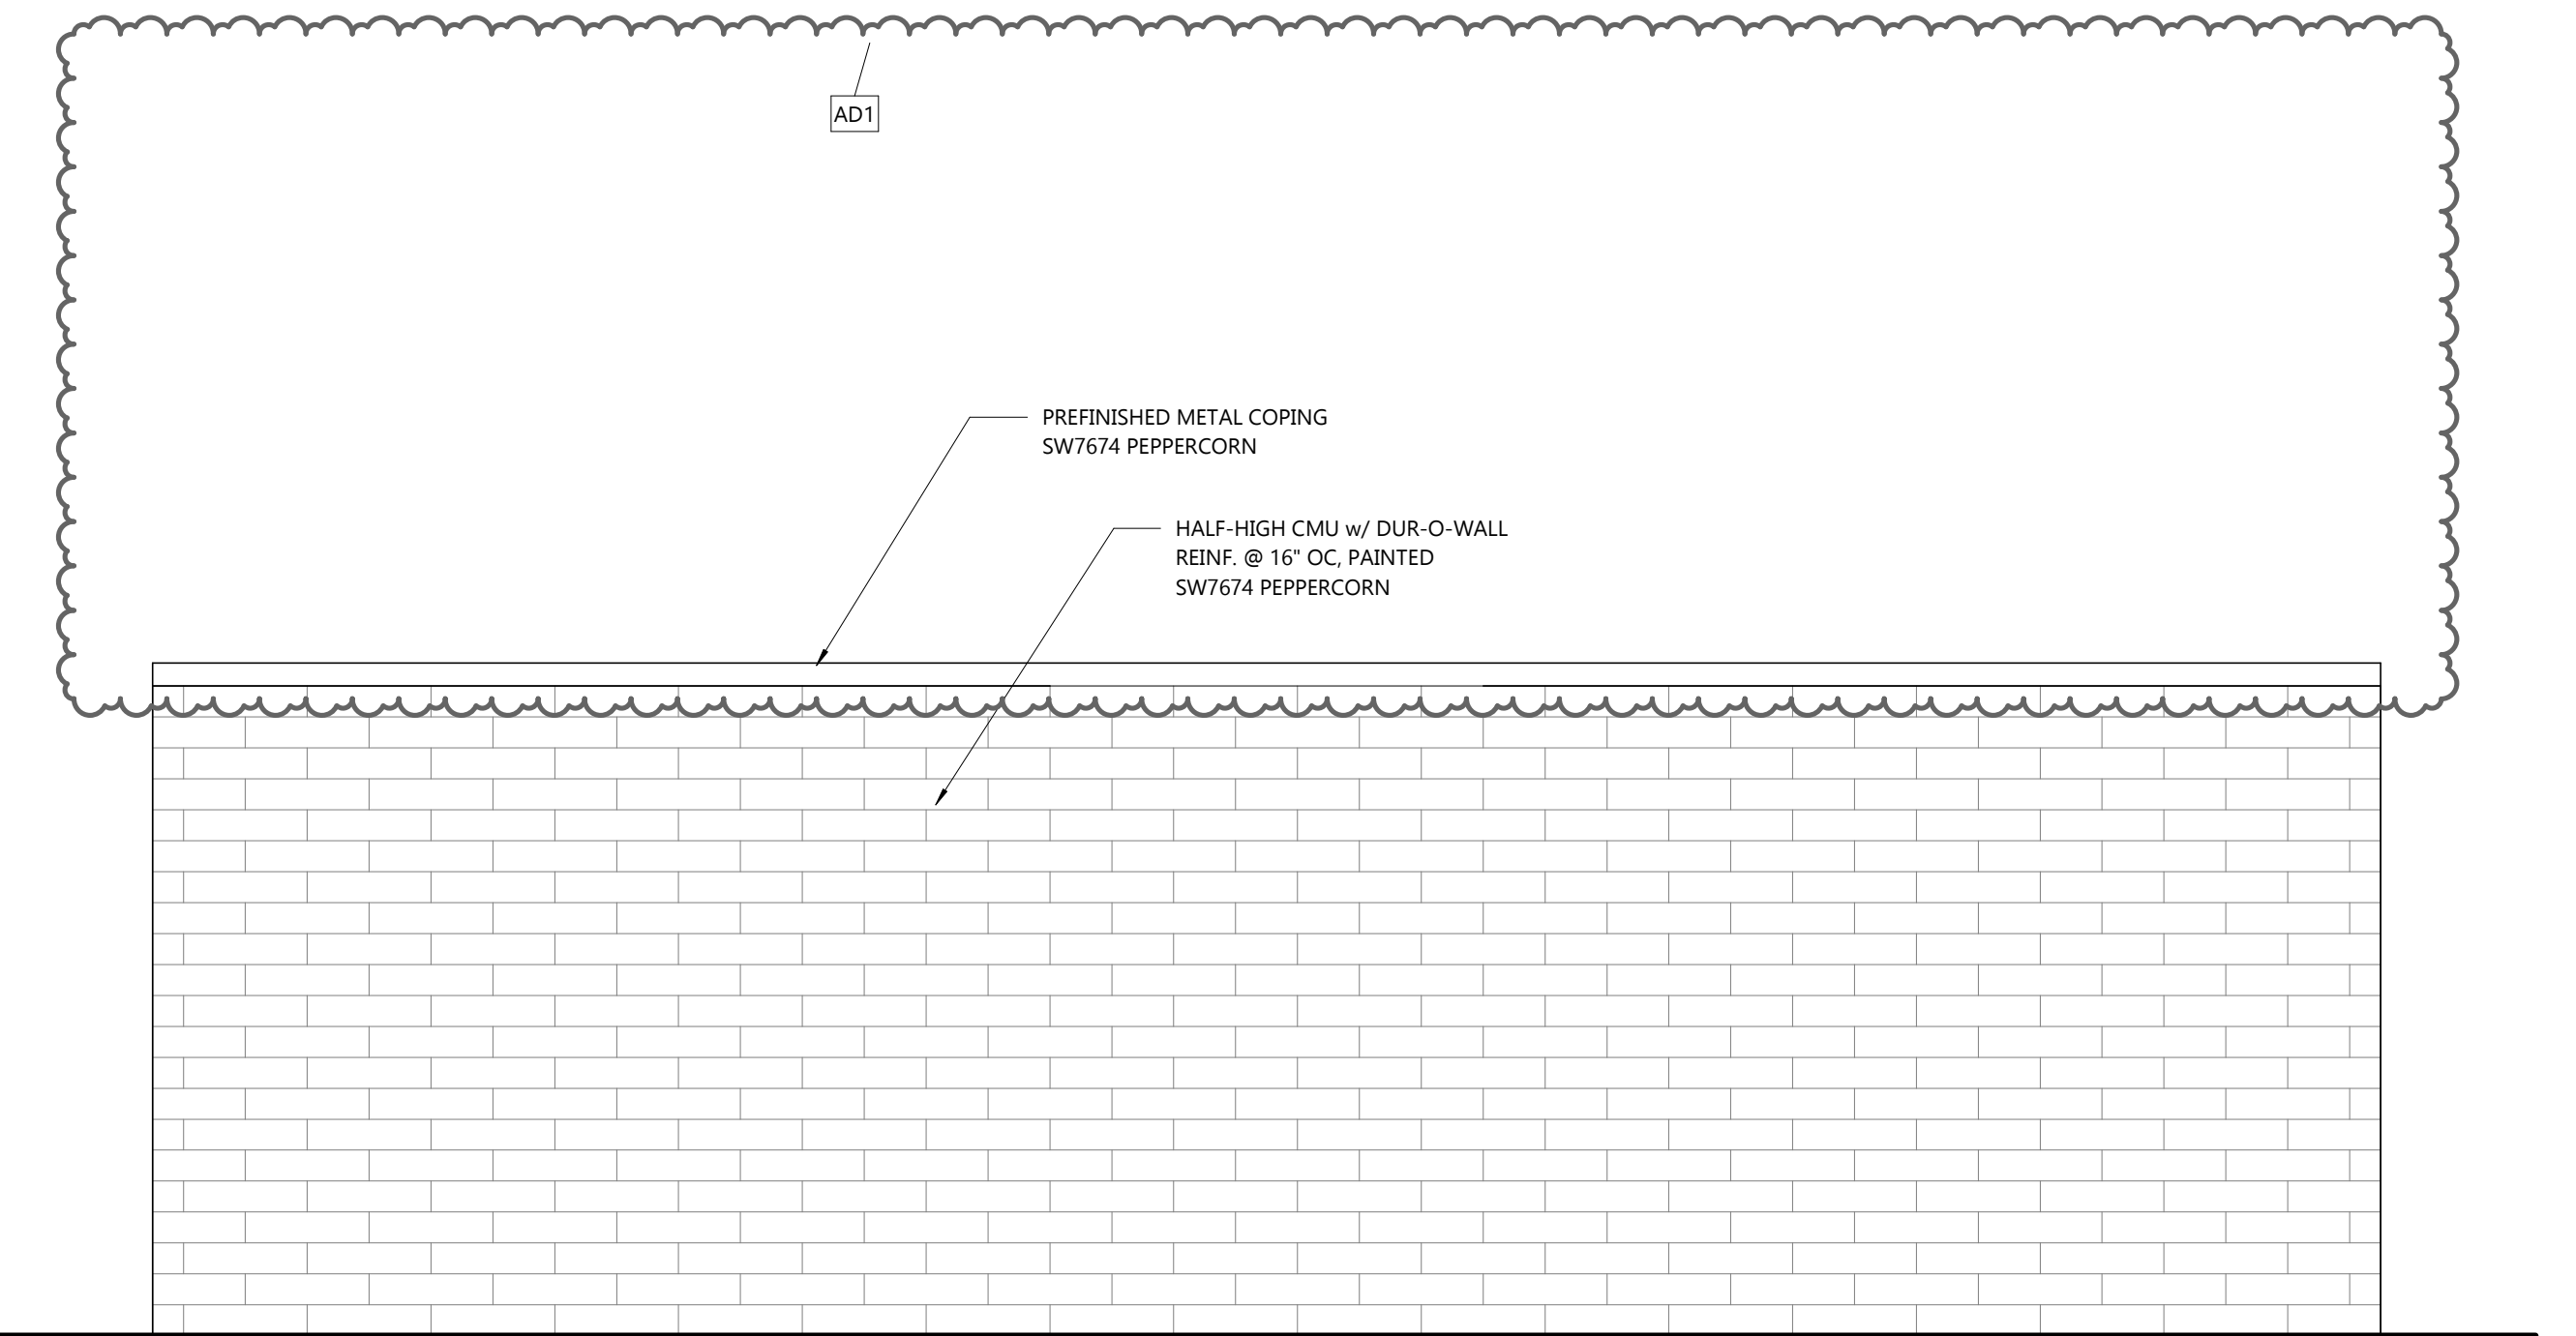 AD1
PREFINISHED METAL COPING
SW7674 PEPPERCORN
HALF-HIGH CMU w/ DUR-O-WALL
REINF. @ 16" OC, PAINTED
SW7674 PEPPERCORN